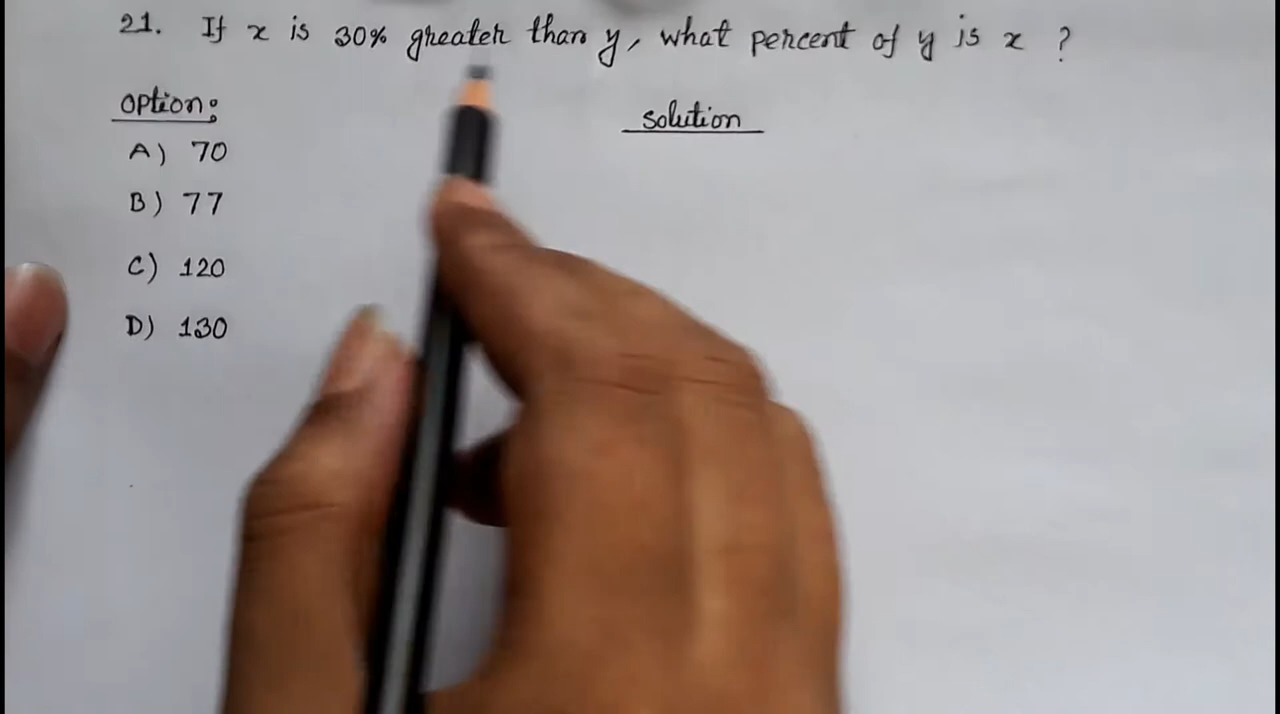 21. If x is 30% greater than y, what percent of y is x ?
option:
solution
A) 70
B) 77
C) 120
D) 130